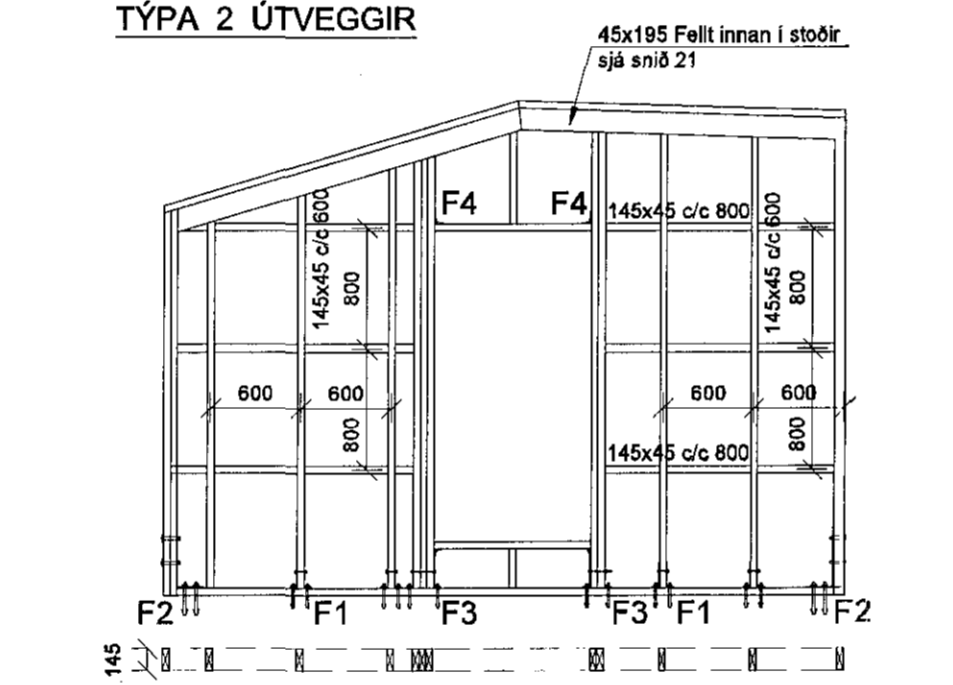 TÝPA 2 ÚTVEGGIR
45x195 Fellt innan í stoðir
sjá snið 21
F4
F4
145x45 c/c 800
145x45 c/c 600
145x45 c/c 600
800
800
600
600
600
600
800
800
145x45 c/c 800
F2
F1
F3
F3
F1
F2
145